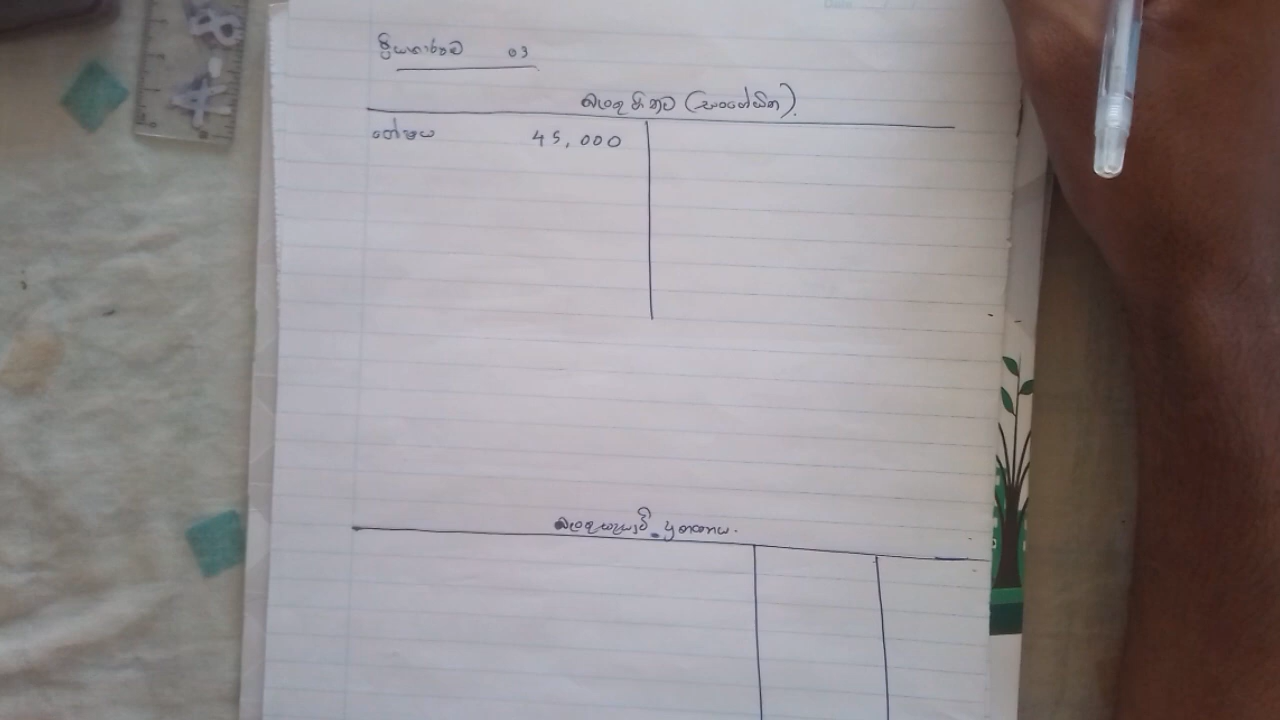 ක්‍රියාකාරකම 03
බැංකු ගිණුම (සංශෝධිත).
ශේෂය 45,000
බැංකු සැසඳුම් ප්‍රකාශය.